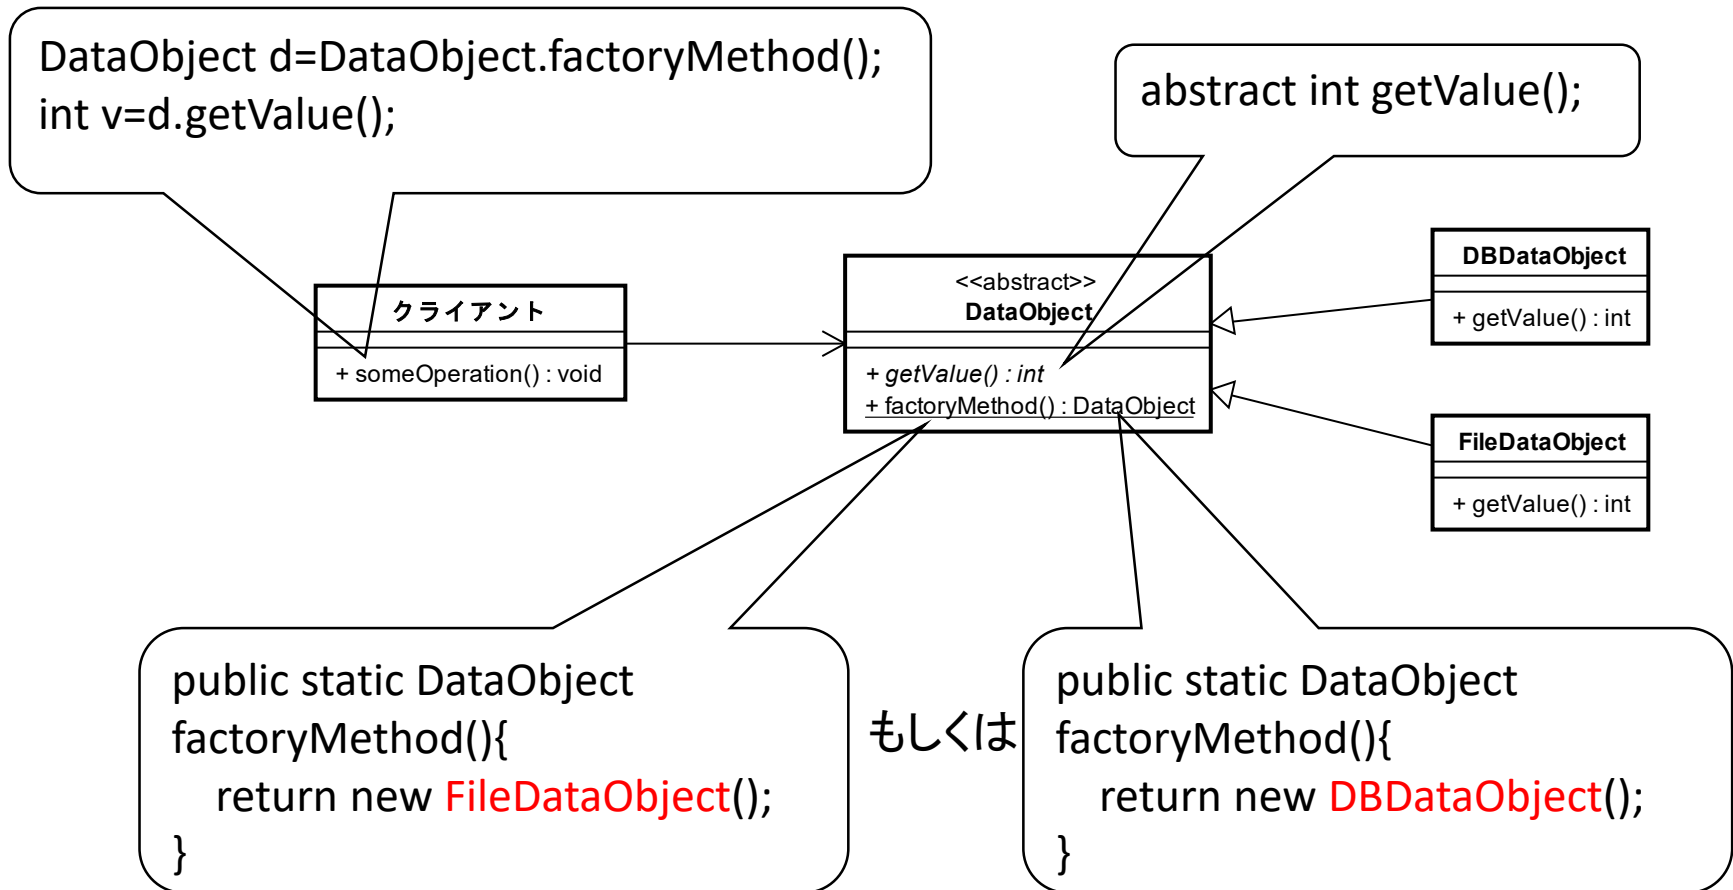 DataObject d=DataObject.factoryMethod();
int v=d.getValue();
abstract int getValue();
クライアント
+ someOperation() : void
<<abstract>>
DataObject
+ getValue() : int
+ factoryMethod() : DataObject
DBDataObject
+ getValue() : int
FileDataObject
+ getValue() : int
public static DataObject
factoryMethod(){
return new FileDataObject();
}
もしくは
public static DataObject
factoryMethod(){
return new DBDataObject();
}